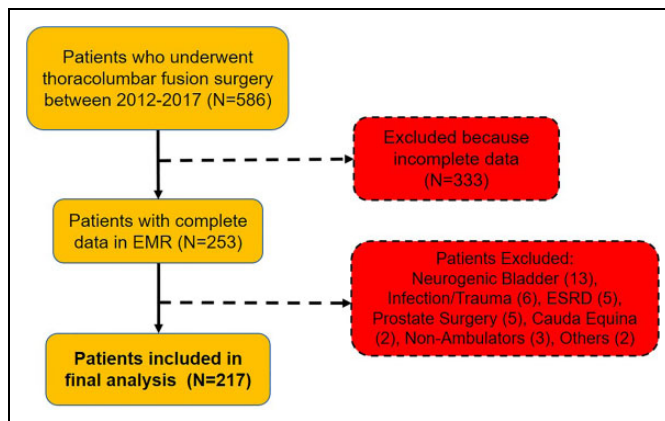 Patients who underwent
thoracolumbar fusion surgery
between 2012-2017 (N=586)
Excluded because
incomplete data
(N=333)
Patients with complete
data in EMR (N=253)
Patients Excluded:
Neurogenic Bladder (13),
Infection/Trauma (6), ESRD (5),
Prostate Surgery (5), Cauda Equina
(2), Non-Ambulators (3), Others (2)
Patients included in
final analysis (N=217)